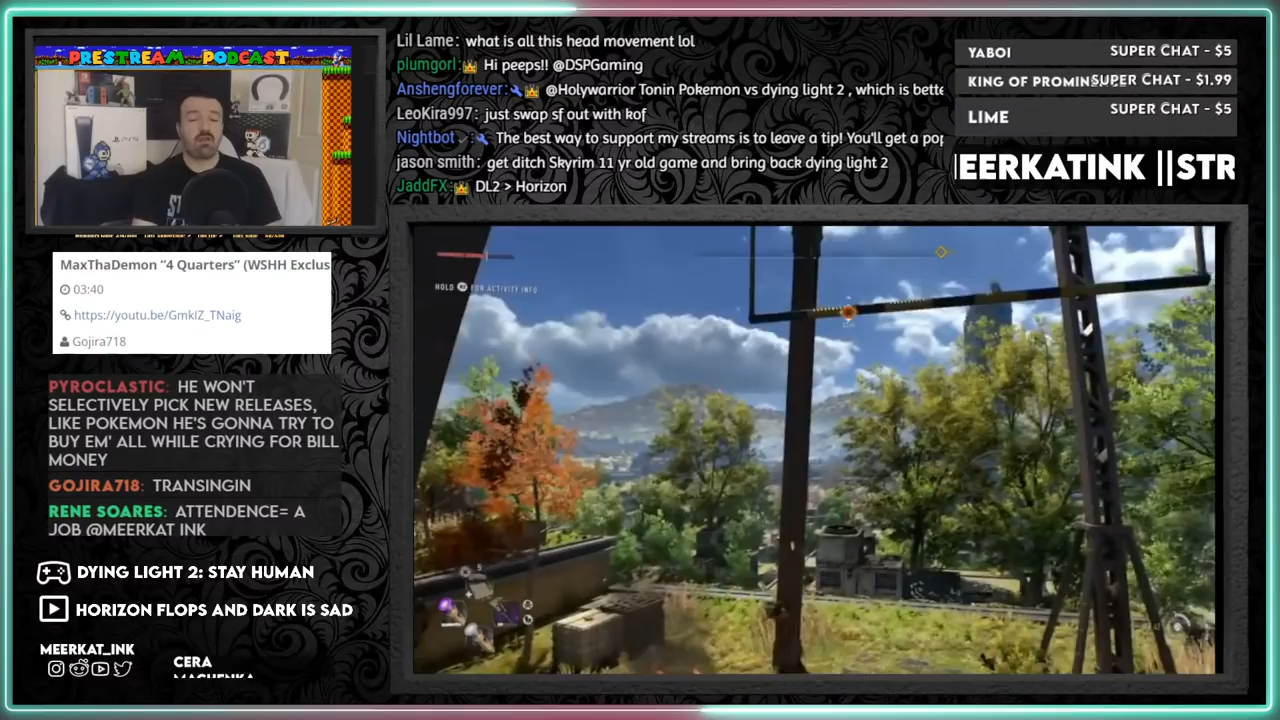 PRESTREAM PODCAST
MaxThaDemon “4 Quarters” (WSHH Exclus
03:40
https://youtu.be/GmkIZ_TNaig
Gojira718
PYROCLASTIC: HE WON'T
SELECTIVELY PICK NEW RELEASES,
LIKE POKEMON HE'S GONNA TRY TO
BUY EM' ALL WHILE CRYING FOR BILL
MONEY
GOJIRA718: TRANSINGIN
RENE SOARES: ATTENDENCE= A
JOB @MEERKAT INK
DYING LIGHT 2: STAY HUMAN
HORIZON FLOPS AND DARK IS SAD
MEERKAT_INK
CERA
Lil Lame: what is all this head movement lol
plumgorl: Hi peeps!! @DSPGaming
Anshengforever: @Holywarrior Tonin Pokemon vs dying light 2 , which is bette
LeoKira997: just swap sf out with kof
Nightbot: The best way to support my streams is to leave a tip! You'll get a pop
jason smith: get ditch Skyrim 11 yr old game and bring back dying light 2
JaddFX: DL2 > Horizon
YABOI SUPER CHAT - $5
KING OF PROMINS SUPER CHAT - $1.99
LIME SUPER CHAT - $5
MEERKATINK ||STR
HOLD FOR ACTIVITY INFO
5